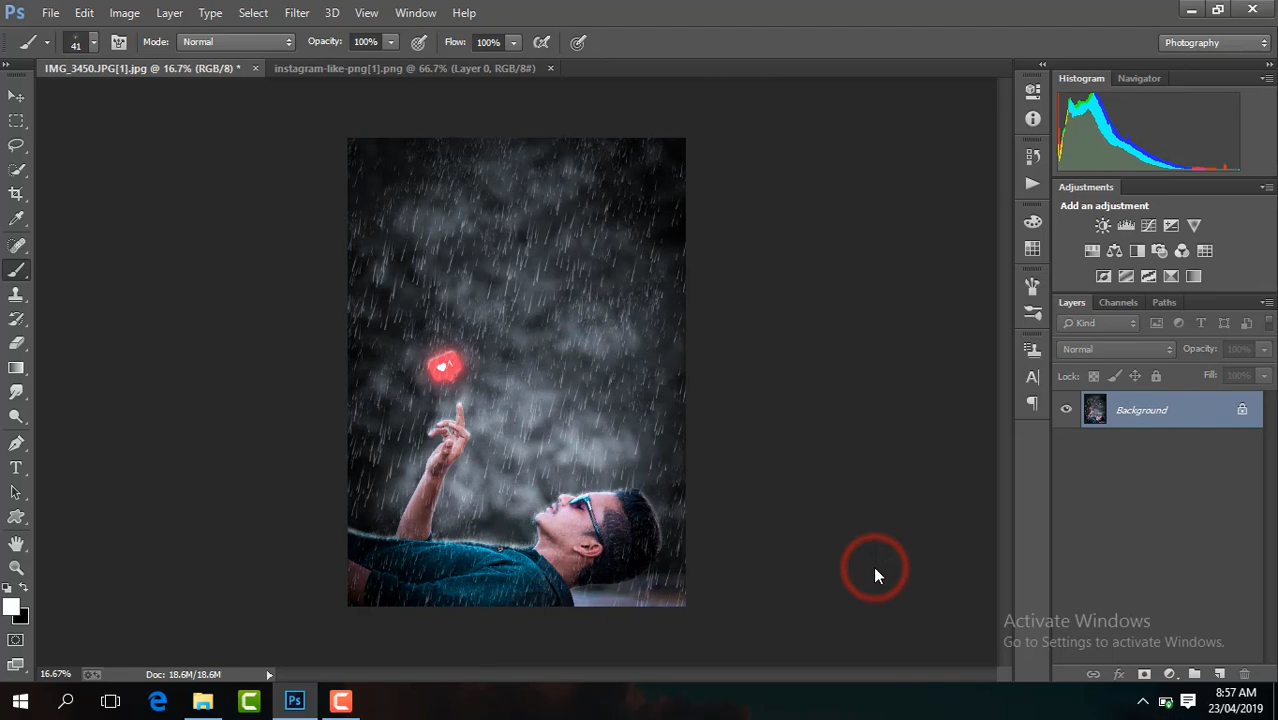 Ps File Edit Image Layer Type Select Filter 3D View Window Help
41 Mode: Normal Opacity: 100% Flow: 100% Photography
IMG_3450.JPG[1].jpg @ 16.7% (RGB/8) * instagram-like-png[1].png @ 66.7% (Layer 0, RGB/8#)
Histogram Navigator
Adjustments
Add an adjustment
Layers Channels Paths
Kind
Normal Opacity: 100%
Lock: Fill: 100%
Background
Activate Windows
Go to Settings to activate Windows.
16.67% Doc: 18.6M/18.6M
8:57 AM
23/04/2019